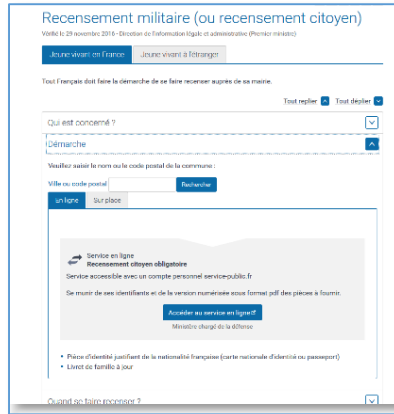 Recensement militaire (ou recensement citoyen)
Vérifié le 29 novembre 2016 - Direction de l'information légale et administrative (Premier ministre)
Jeune vivant en France
Jeune vivant à l'étranger
Tout Français doit faire la démarche de se faire recenser auprès de sa mairie.
Tout replier Tout déplier
Qui est concerné ?
Démarche
Veuillez saisir le nom ou le code postal de la commune :
Ville ou code postal Rechercher
En ligne Sur place
Service en ligne
Recensement citoyen obligatoire
Service accessible avec un compte personnel service-public.fr
Se munir de ses identifiants et de la version numérisée sous format pdf des pièces à fournir.
Accéder au service en ligne
Ministère chargé de la défense
• Pièce d'identité justifiant de la nationalité française (carte nationale d'identité ou passeport)
• Livret de famille à jour
Quand se faire recenser ?